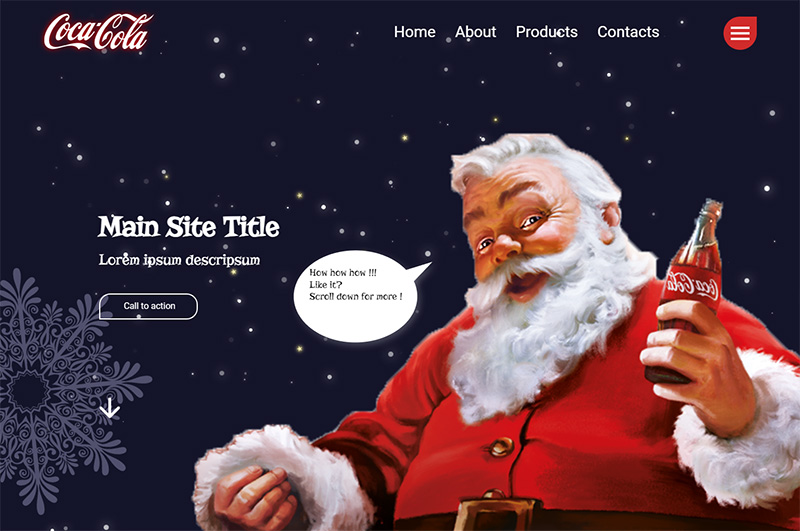 Coca-Cola
Home About Products Contacts
Main Site Title
Lorem ipsum descripsum
Call to action
How how how !!!
Like it?
Scroll down for more !
Coca-Cola